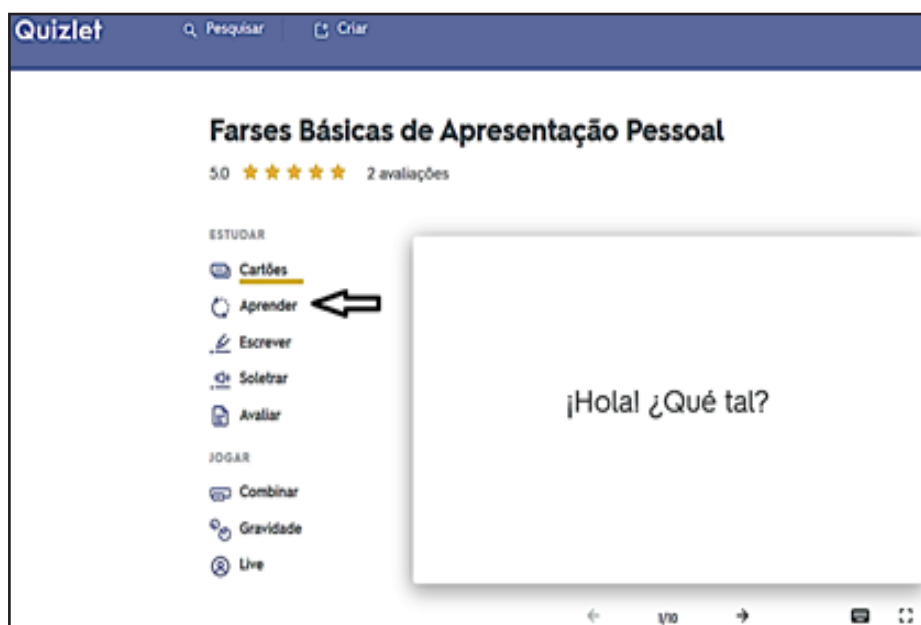 Quizlet Pesquisar Criar
Farses Básicas de Apresentação Pessoal
5.0 2 avaliações
ESTUDAR
Cartões
Aprender
Escrever
Soletrar
Avaliar
JOGAR
Combinar
Gravidade
Live
¡Hola! ¿Qué tal?
1/10